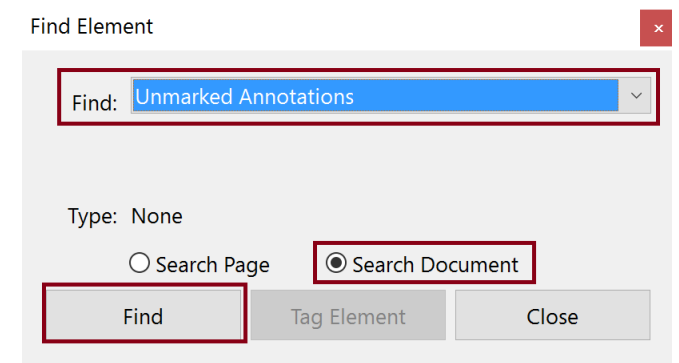 Find Element
×
Find: Unmarked Annotations
Type: None
Search Page Search Document
Find Tag Element Close